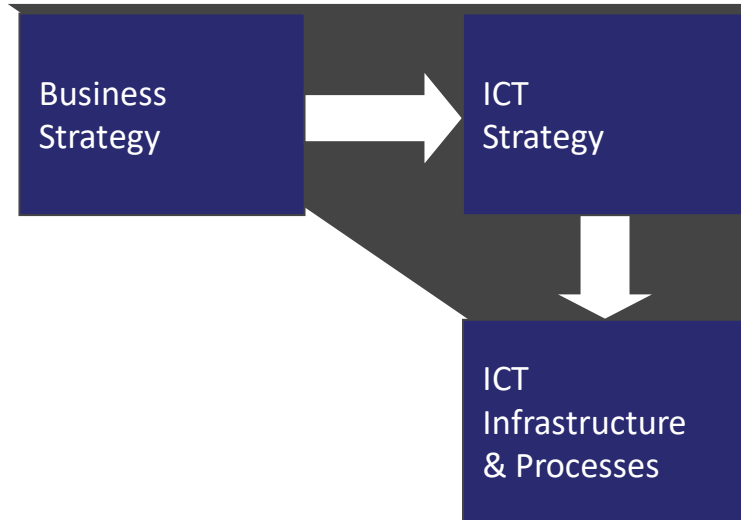 Business
Strategy
ICT
Strategy
ICT
Infrastructure
& Processes